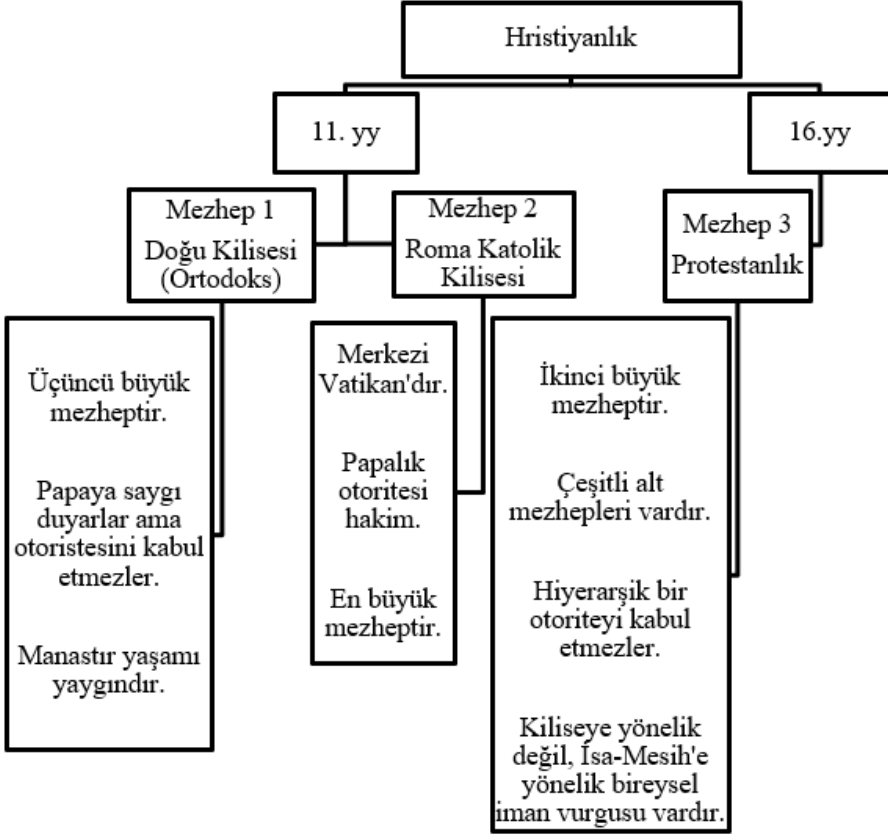 Hristiyanlık
11. yy
16.yy
Mezhep 1
Doğu Kilisesi
(Ortodoks)
Mezhep 2
Roma Katolik
Kilisesi
Mezhep 3
Protestanlık
Üçüncü büyük
mezheptir.
Papaya saygı
duyarlar ama
otoristesini kabul
etmezler.
Manastır yaşamı
yaygındır.
Merkezi
Vatikan'dır.
Papalık
otoritesi
hakim.
En büyük
mezheptir.
İkinci büyük
mezheptir.
Çeşitli alt
mezhepleri vardır.
Hiyerarşik bir
otoriteyi kabul
etmezler.
Kiliseye yönelik
değil, İsa-Mesih'e
yönelik bireysel
iman vurgusu vardır.